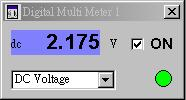 Digital Multi Meter 1
dc 2.175 V ON
DC Voltage